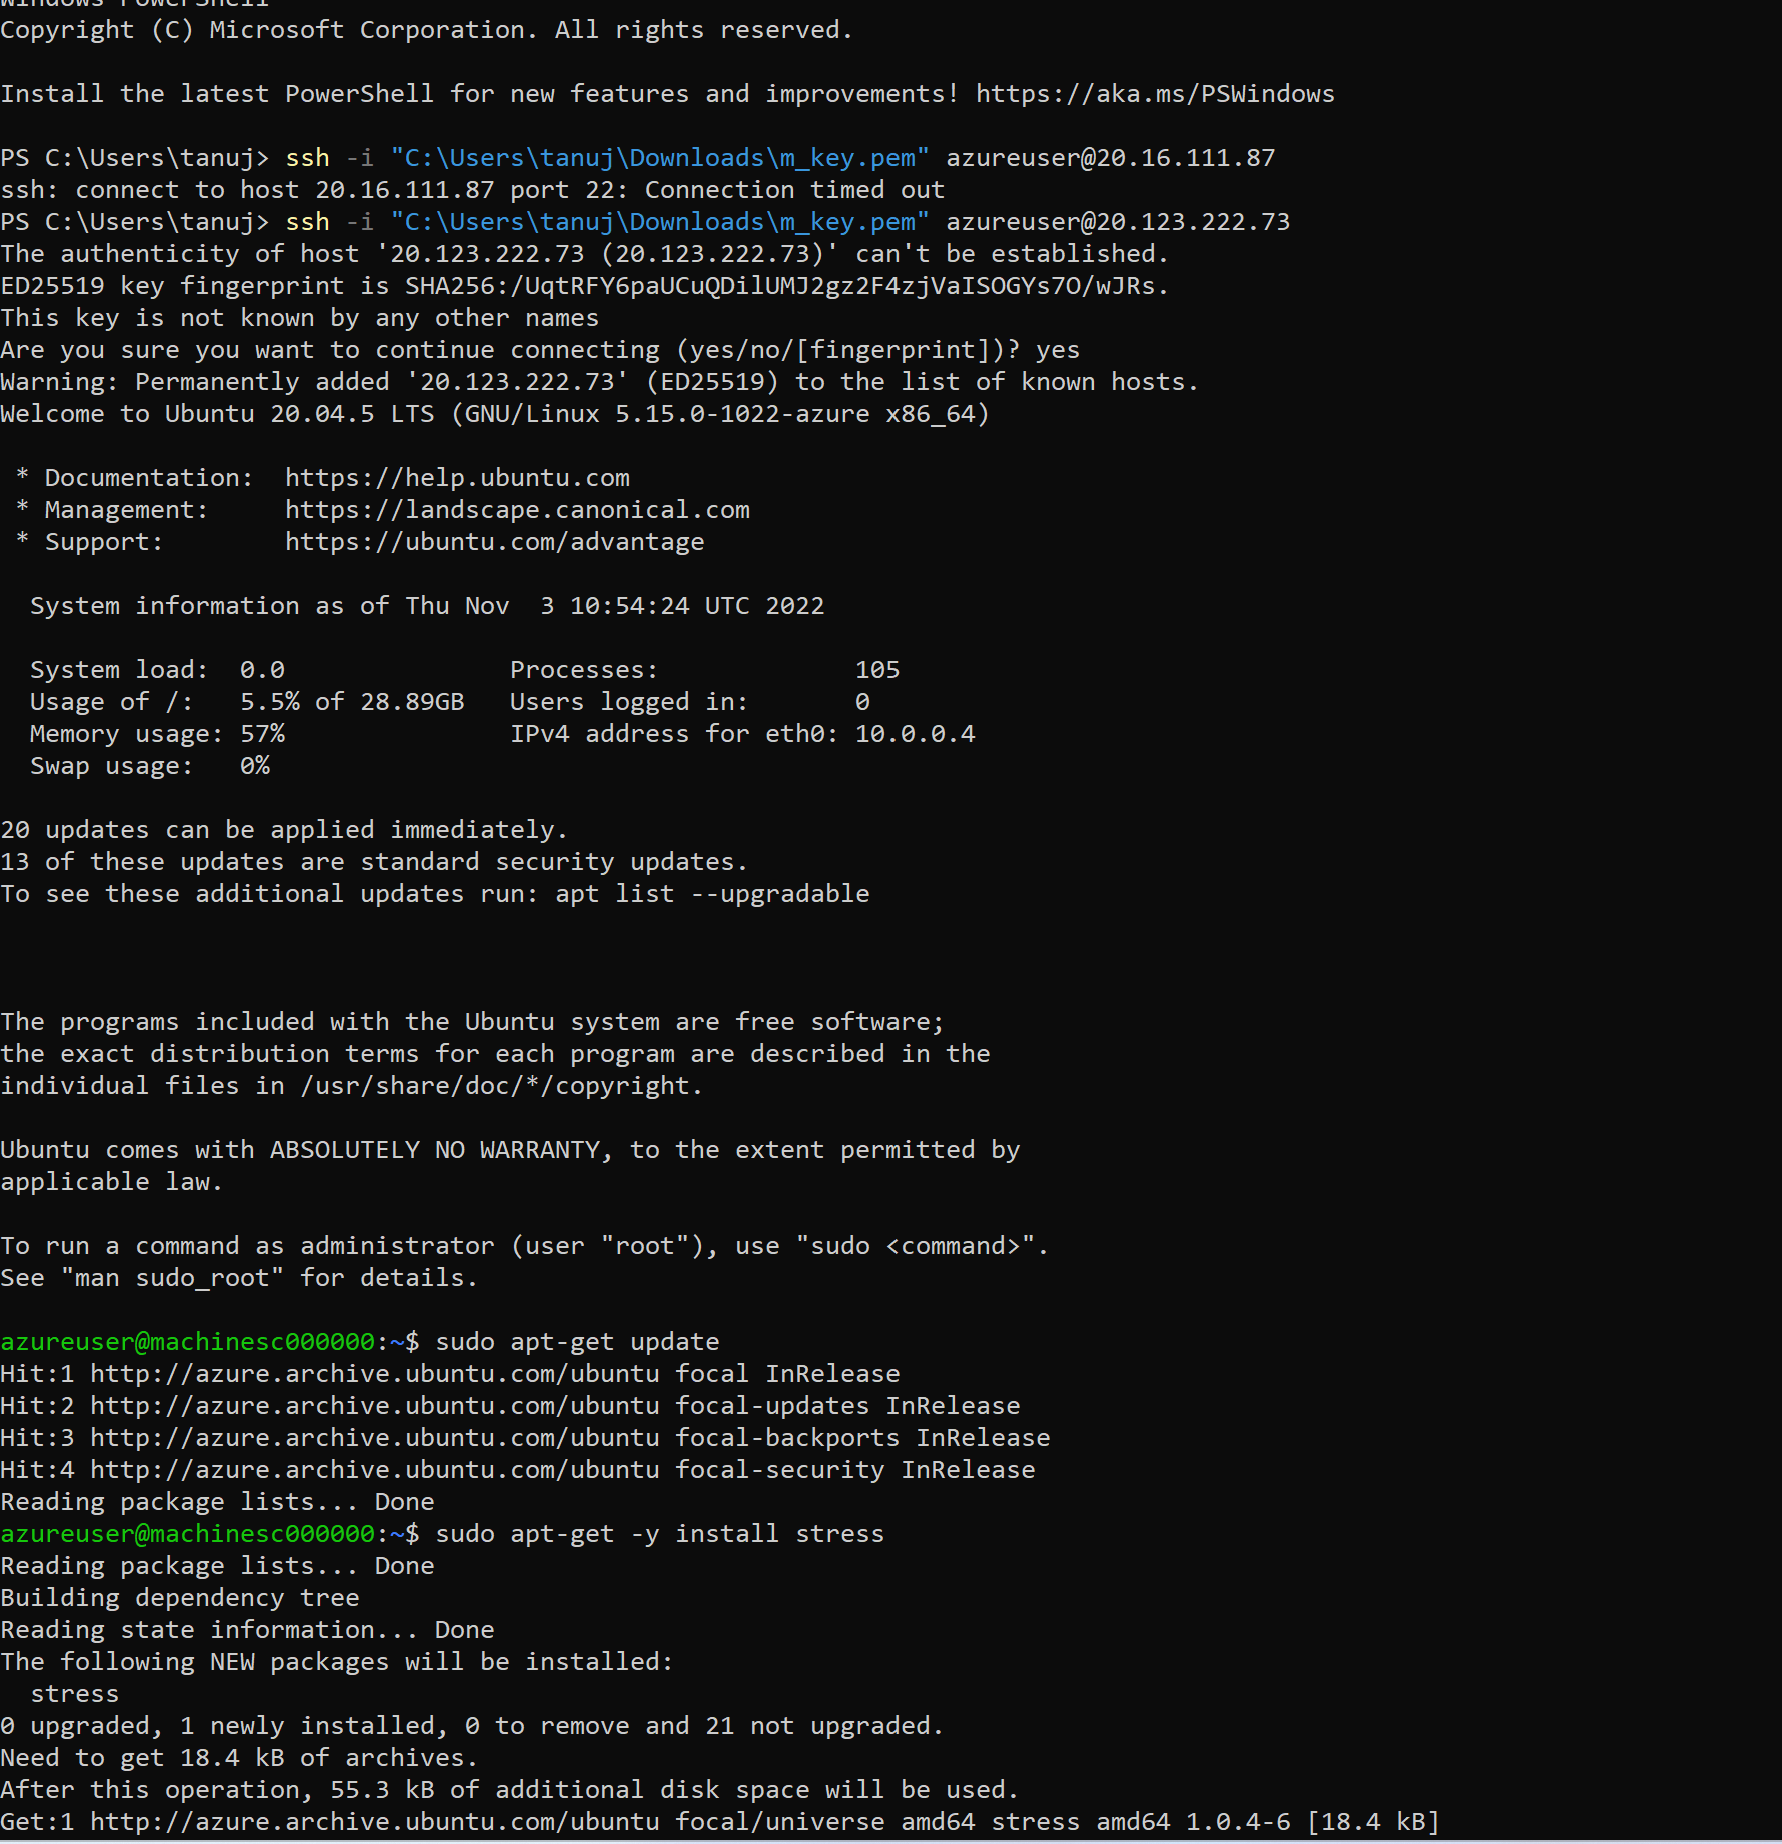 Windows PowerShell
Copyright (C) Microsoft Corporation. All rights reserved.
Install the latest PowerShell for new features and improvements! https://aka.ms/PSWindows
PS C:\Users\tanuj> ssh -i "C:\Users\tanuj\Downloads\m_key.pem" azureuser@20.16.111.87
ssh: connect to host 20.16.111.87 port 22: Connection timed out
PS C:\Users\tanuj> ssh -i "C:\Users\tanuj\Downloads\m_key.pem" azureuser@20.123.222.73
The authenticity of host '20.123.222.73 (20.123.222.73)' can't be established.
ED25519 key fingerprint is SHA256:/UqtRFY6paUCuQDilUMJ2gz2F4zjVaISOGYs7O/wJRs.
This key is not known by any other names
Are you sure you want to continue connecting (yes/no/[fingerprint])? yes
Warning: Permanently added '20.123.222.73' (ED25519) to the list of known hosts.
Welcome to Ubuntu 20.04.5 LTS (GNU/Linux 5.15.0-1022-azure x86_64)
 * Documentation:  https://help.ubuntu.com
 * Management:     https://landscape.canonical.com
 * Support:        https://ubuntu.com/advantage
  System information as of Thu Nov  3 10:54:24 UTC 2022
  System load:  0.0               Processes:             105
  Usage of /:   5.5% of 28.89GB   Users logged in:       0
  Memory usage: 57%               IPv4 address for eth0: 10.0.0.4
  Swap usage:   0%
20 updates can be applied immediately.
13 of these updates are standard security updates.
To see these additional updates run: apt list --upgradable
The programs included with the Ubuntu system are free software;
the exact distribution terms for each program are described in the
individual files in /usr/share/doc/*/copyright.
Ubuntu comes with ABSOLUTELY NO WARRANTY, to the extent permitted by
applicable law.
To run a command as administrator (user "root"), use "sudo <command>".
See "man sudo_root" for details.
azureuser@machinesc000000:~$ sudo apt-get update
Hit:1 http://azure.archive.ubuntu.com/ubuntu focal InRelease
Hit:2 http://azure.archive.ubuntu.com/ubuntu focal-updates InRelease
Hit:3 http://azure.archive.ubuntu.com/ubuntu focal-backports InRelease
Hit:4 http://azure.archive.ubuntu.com/ubuntu focal-security InRelease
Reading package lists... Done
azureuser@machinesc000000:~$ sudo apt-get -y install stress
Reading package lists... Done
Building dependency tree
Reading state information... Done
The following NEW packages will be installed:
  stress
0 upgraded, 1 newly installed, 0 to remove and 21 not upgraded.
Need to get 18.4 kB of archives.
After this operation, 55.3 kB of additional disk space will be used.
Get:1 http://azure.archive.ubuntu.com/ubuntu focal/universe amd64 stress amd64 1.0.4-6 [18.4 kB]